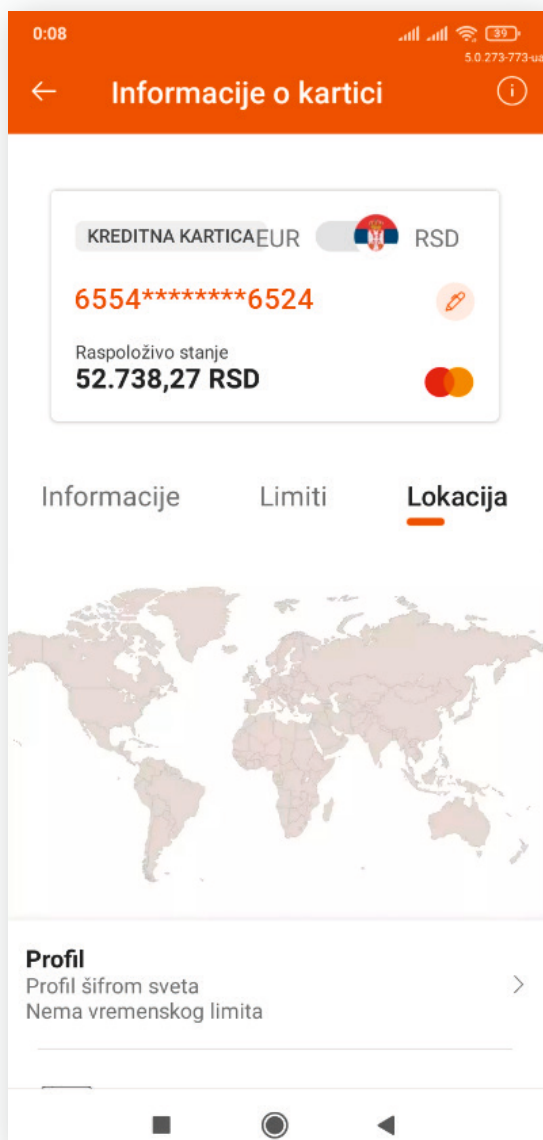 0:08
39
5.0.273-773-ua
Informacije o kartici
KREDITNA KARTICA EUR RSD
6554********6524
Raspoloživo stanje
52.738,27 RSD
Informacije Limiti Lokacija
Profil
Profil šifrom sveta
Nema vremenskog limita